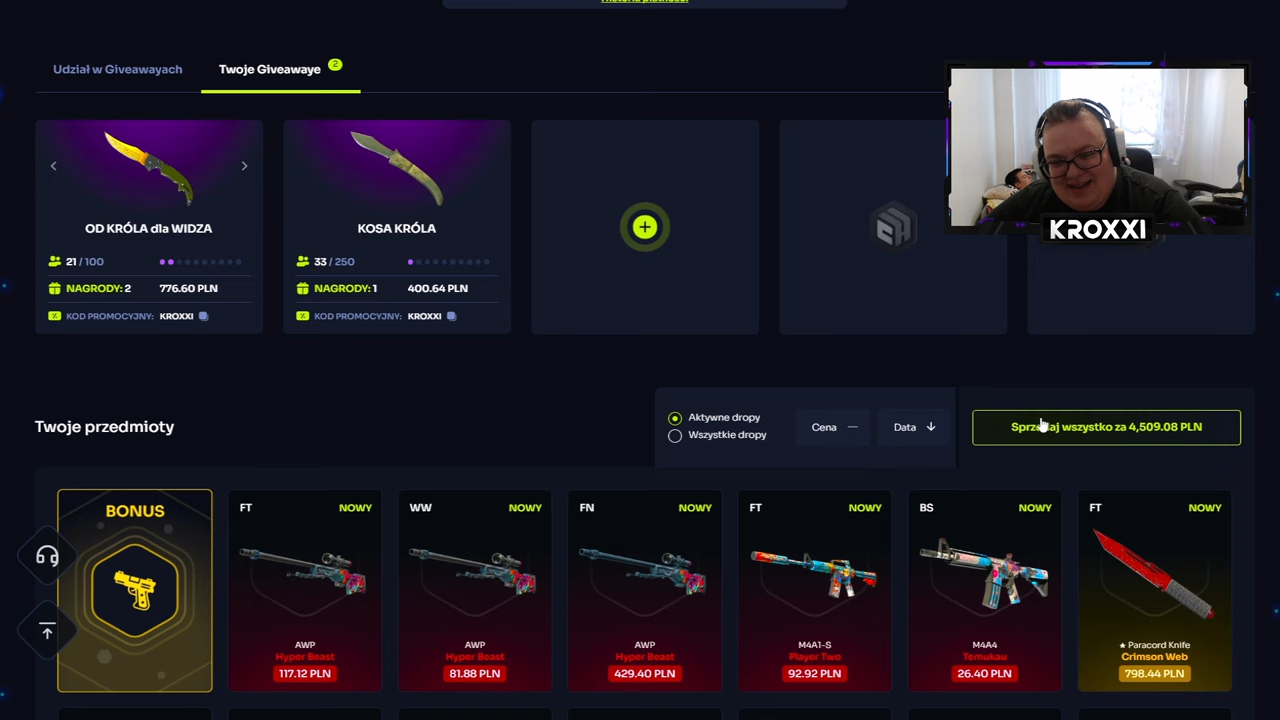 Historia płatności
Udział w Giveawayach
Twoje Giveawaye 2
OD KRÓLA dla WIDZA
21 / 100
NAGRODY: 2 776.60 PLN
KOD PROMOCYJNY: KROXXI
KOSA KRÓLA
33 / 250
NAGRODY: 1 400.64 PLN
KOD PROMOCYJNY: KROXXI
KROXXI
Twoje przedmioty
Aktywne dropy
Wszystkie dropy
Cena
Data
Sprzedaj wszystko za 4,509.08 PLN
BONUS
FT NOWY
AWP
Hyper Beast
117.12 PLN
WW NOWY
AWP
Hyper Beast
81.88 PLN
FN NOWY
AWP
Hyper Beast
429.40 PLN
FT NOWY
M4A1-S
Player Two
92.92 PLN
BS NOWY
M4A4
Temukau
26.40 PLN
FT NOWY
★ Paracord Knife
Crimson Web
798.44 PLN